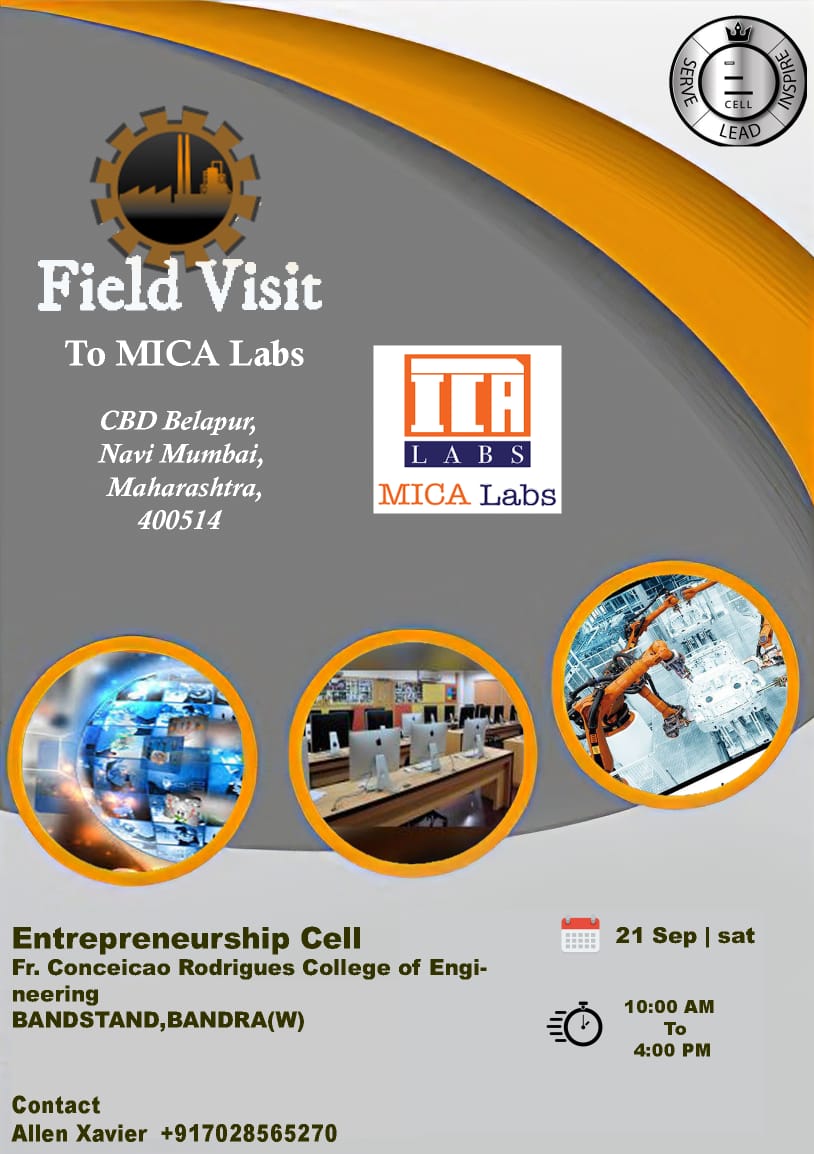 SERVE
INSPIRE
CELL
LEAD
Field Visit
To MICA Labs
CBD Belapur,
Navi Mumbai,
Maharashtra,
400514
ICA
LABS
MICA Labs
Entrepreneurship Cell
Fr. Conceicao Rodrigues College of Engi-
neering
BANDSTAND,BANDRA(W)
21 Sep | sat
10:00 AM
To
4:00 PM
Contact
Allen Xavier +917028565270